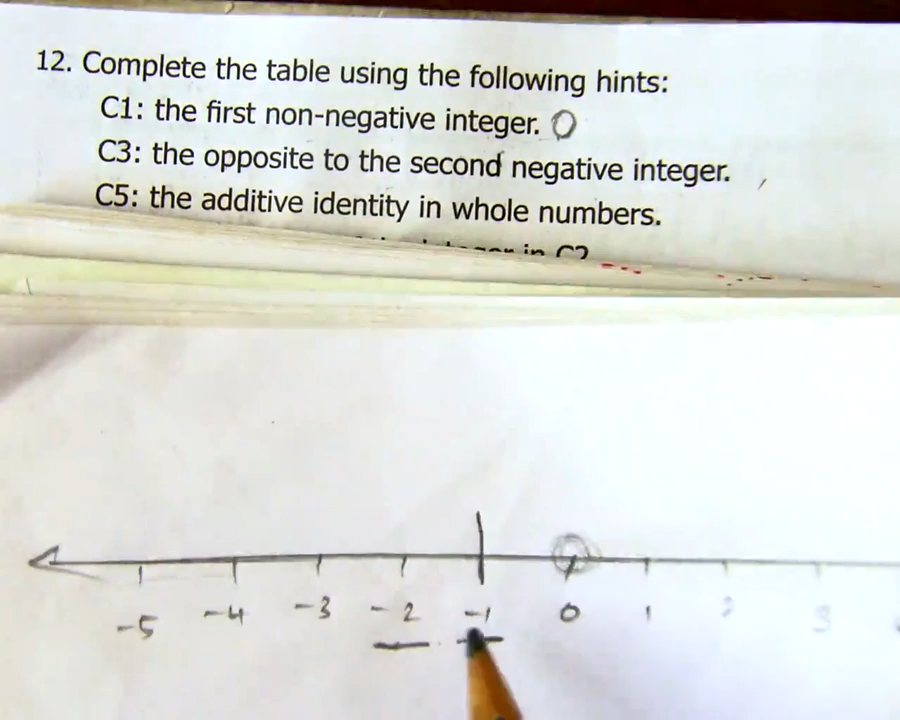 12. Complete the table using the following hints:
C1: the first non-negative integer. 0
C3: the opposite to the second negative integer.
C5: the additive identity in whole numbers.
in C2
-5 -4 -3 -2 -1 0 1 2 3